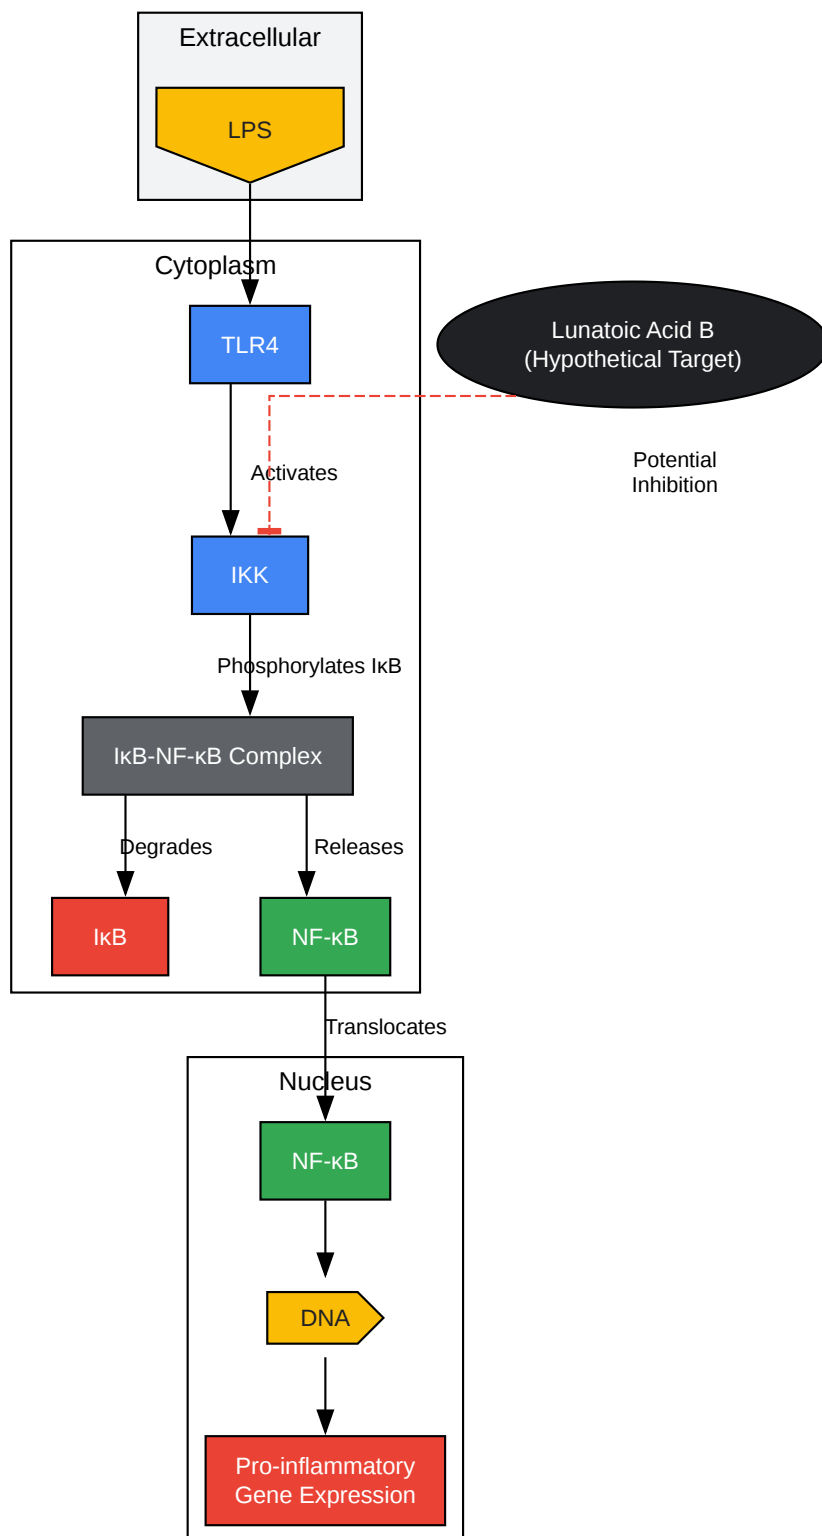 Extracellular
LPS
Cytoplasm
TLR4
Lunatoic Acid B
(Hypothetical Target)
Activates
Potential
Inhibition
IKK
Phosphorylates IκB
IκB-NF-κB Complex
Degrades
Releases
IκB
NF-κB
Translocates
Nucleus
NF-κB
DNA
Pro-inflammatory
Gene Expression